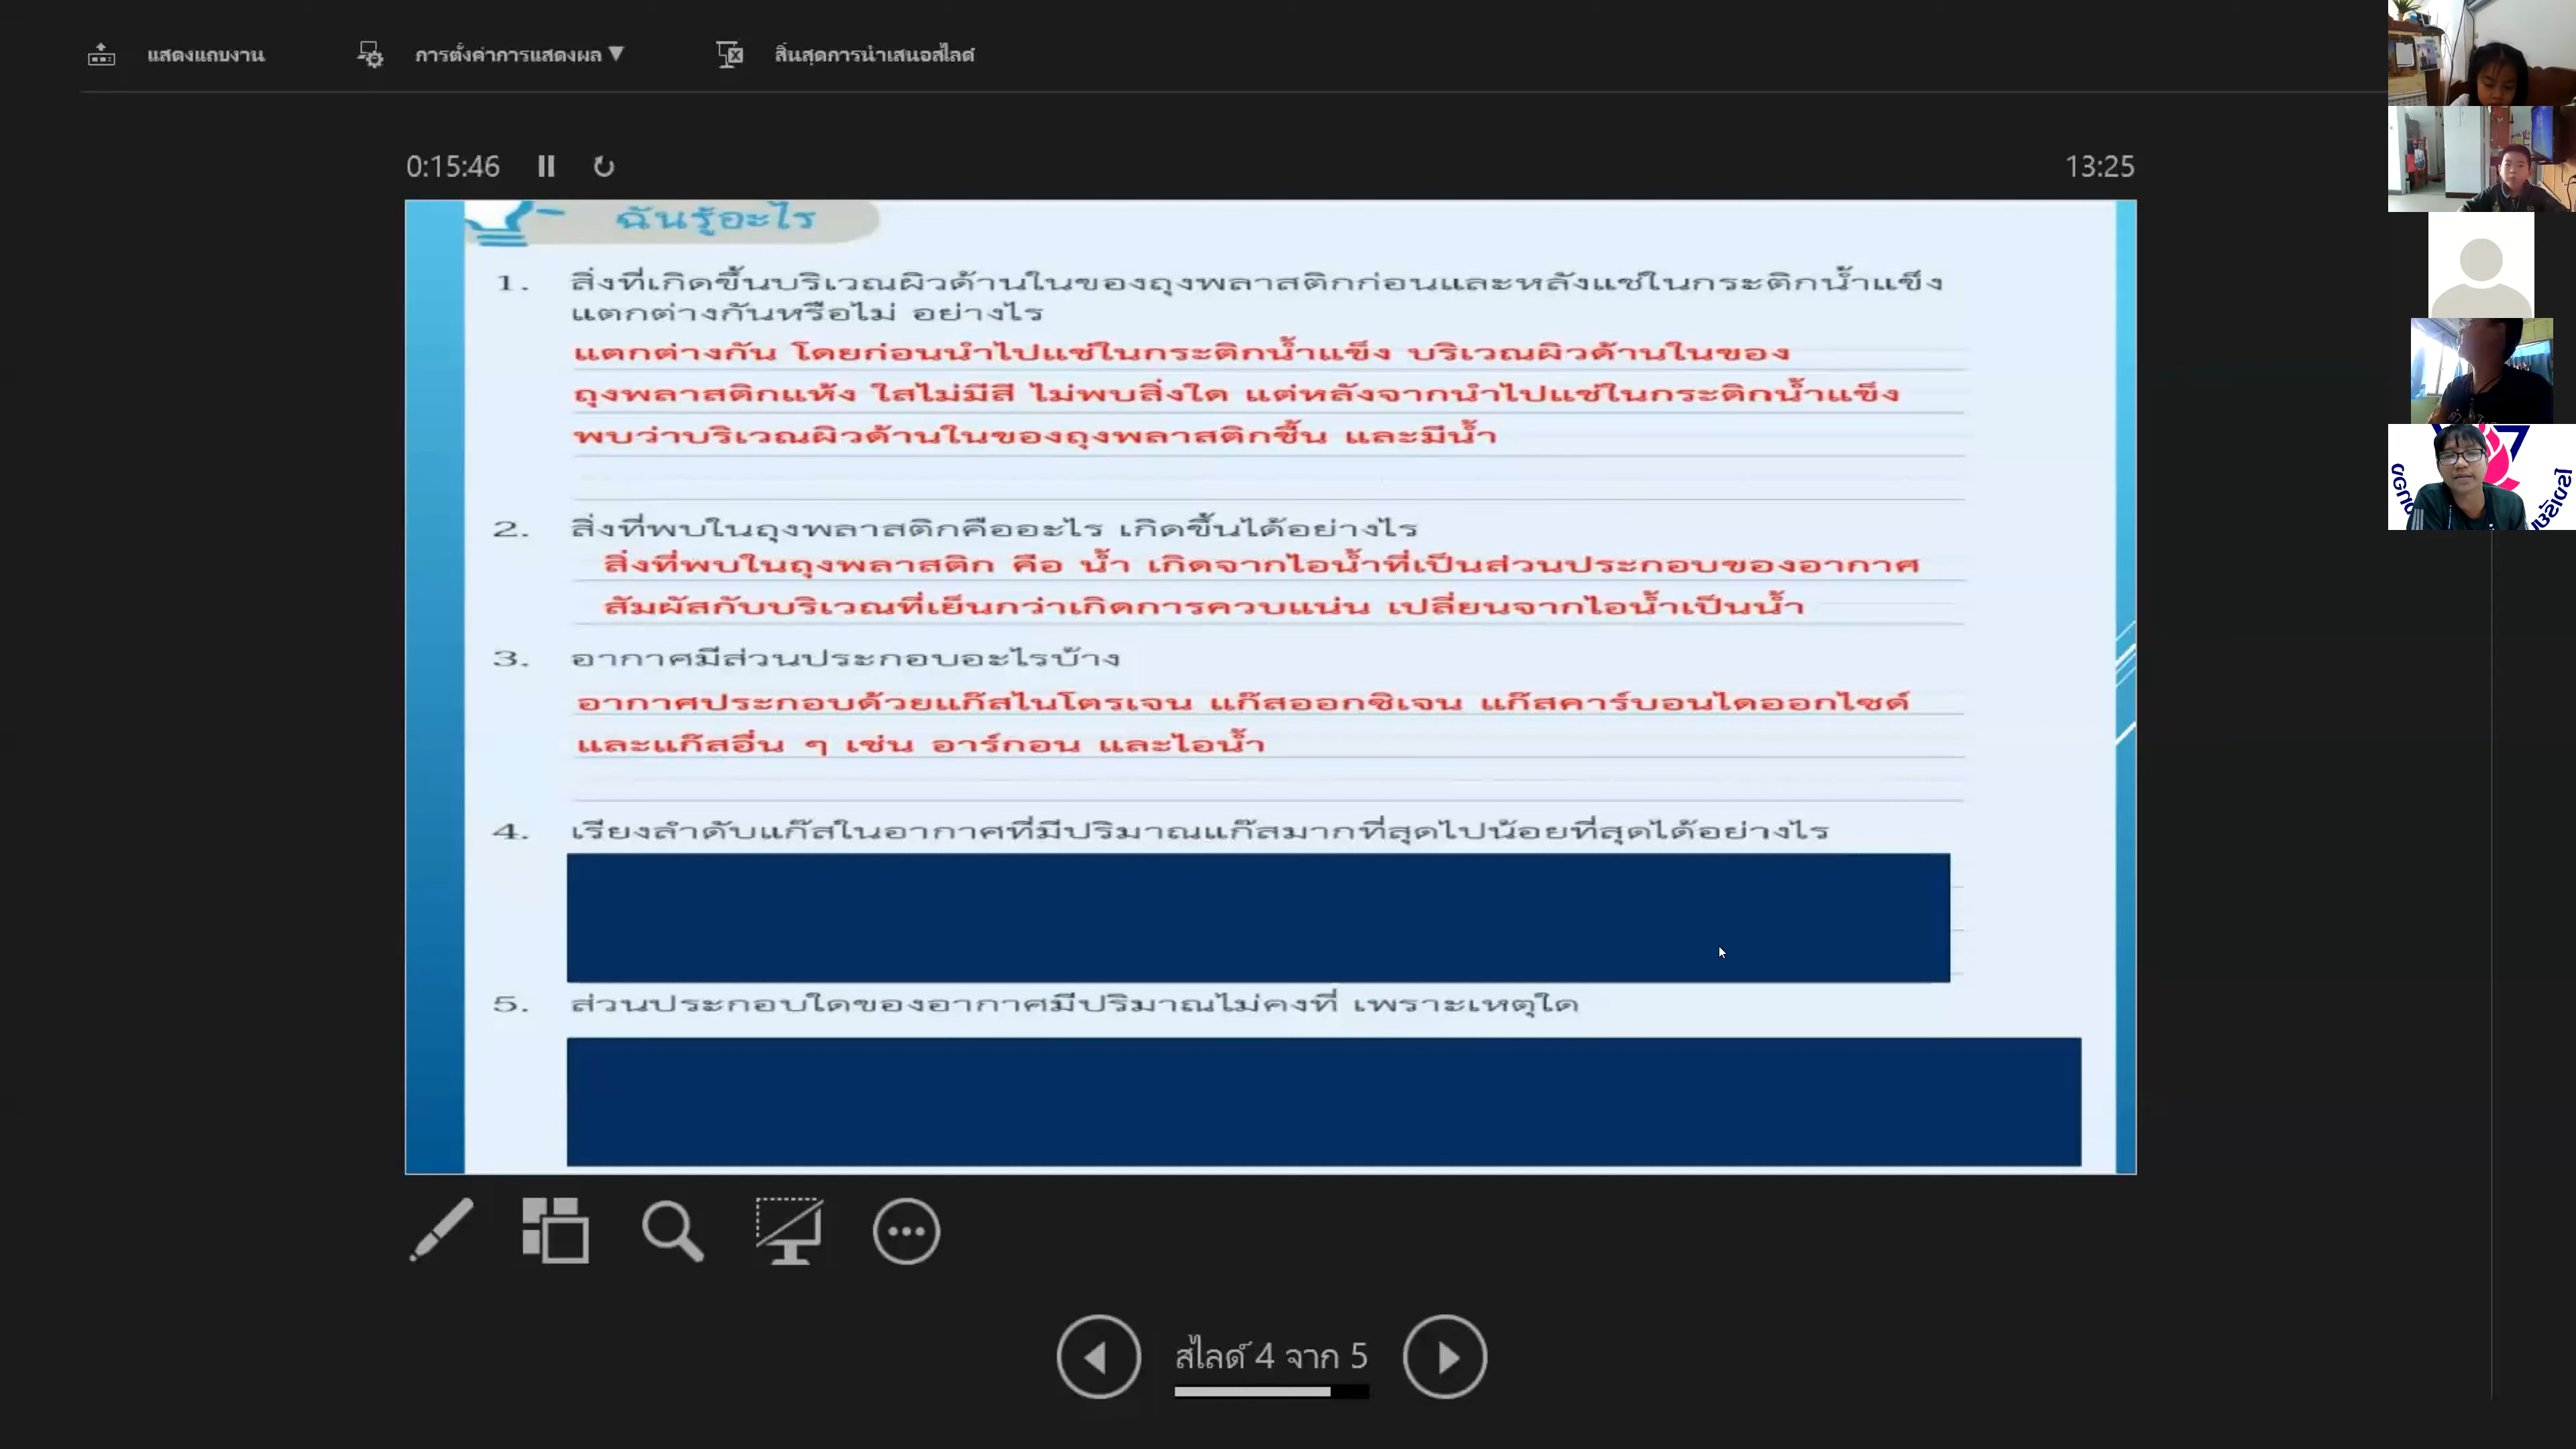 แสดงแถบงาน
การตั้งค่าการแสดงผล ▼
สิ้นสุดการนำเสนอสไลด์
0:15:46
13:25
ฉันรู้อะไร
1. สิ่งที่เกิดขึ้นบริเวณผิวด้านในของถุงพลาสติกก่อนและหลังแช่ในกระติกน้ำแข็ง
แตกต่างกันหรือไม่ อย่างไร
แตกต่างกัน โดยก่อนนำไปแช่ในกระติกน้ำแข็ง บริเวณผิวด้านในของ
ถุงพลาสติกแห้ง ใสไม่มีสี ไม่พบสิ่งใด แต่หลังจากนำไปแช่ในกระติกน้ำแข็ง
พบว่าบริเวณผิวด้านในของถุงพลาสติกชื้น และมีน้ำ
2. สิ่งที่พบในถุงพลาสติกคืออะไร เกิดขึ้นได้อย่างไร
สิ่งที่พบในถุงพลาสติก คือ น้ำ เกิดจากไอน้ำที่เป็นส่วนประกอบของอากาศ
สัมผัสกับบริเวณที่เย็นกว่าเกิดการควบแน่น เปลี่ยนจากไอน้ำเป็นน้ำ
3. อากาศมีส่วนประกอบอะไรบ้าง
อากาศประกอบด้วยแก๊สไนโตรเจน แก๊สออกซิเจน แก๊สคาร์บอนไดออกไซด์
และแก๊สอื่น ๆ เช่น อาร์กอน และไอน้ำ
4. เรียงลำดับแก๊สในอากาศที่มีปริมาณแก๊สมากที่สุดไปน้อยที่สุดได้อย่างไร
5. ส่วนประกอบใดของอากาศมีปริมาณไม่คงที่ เพราะเหตุใด
สไลด์ 4 จาก 5